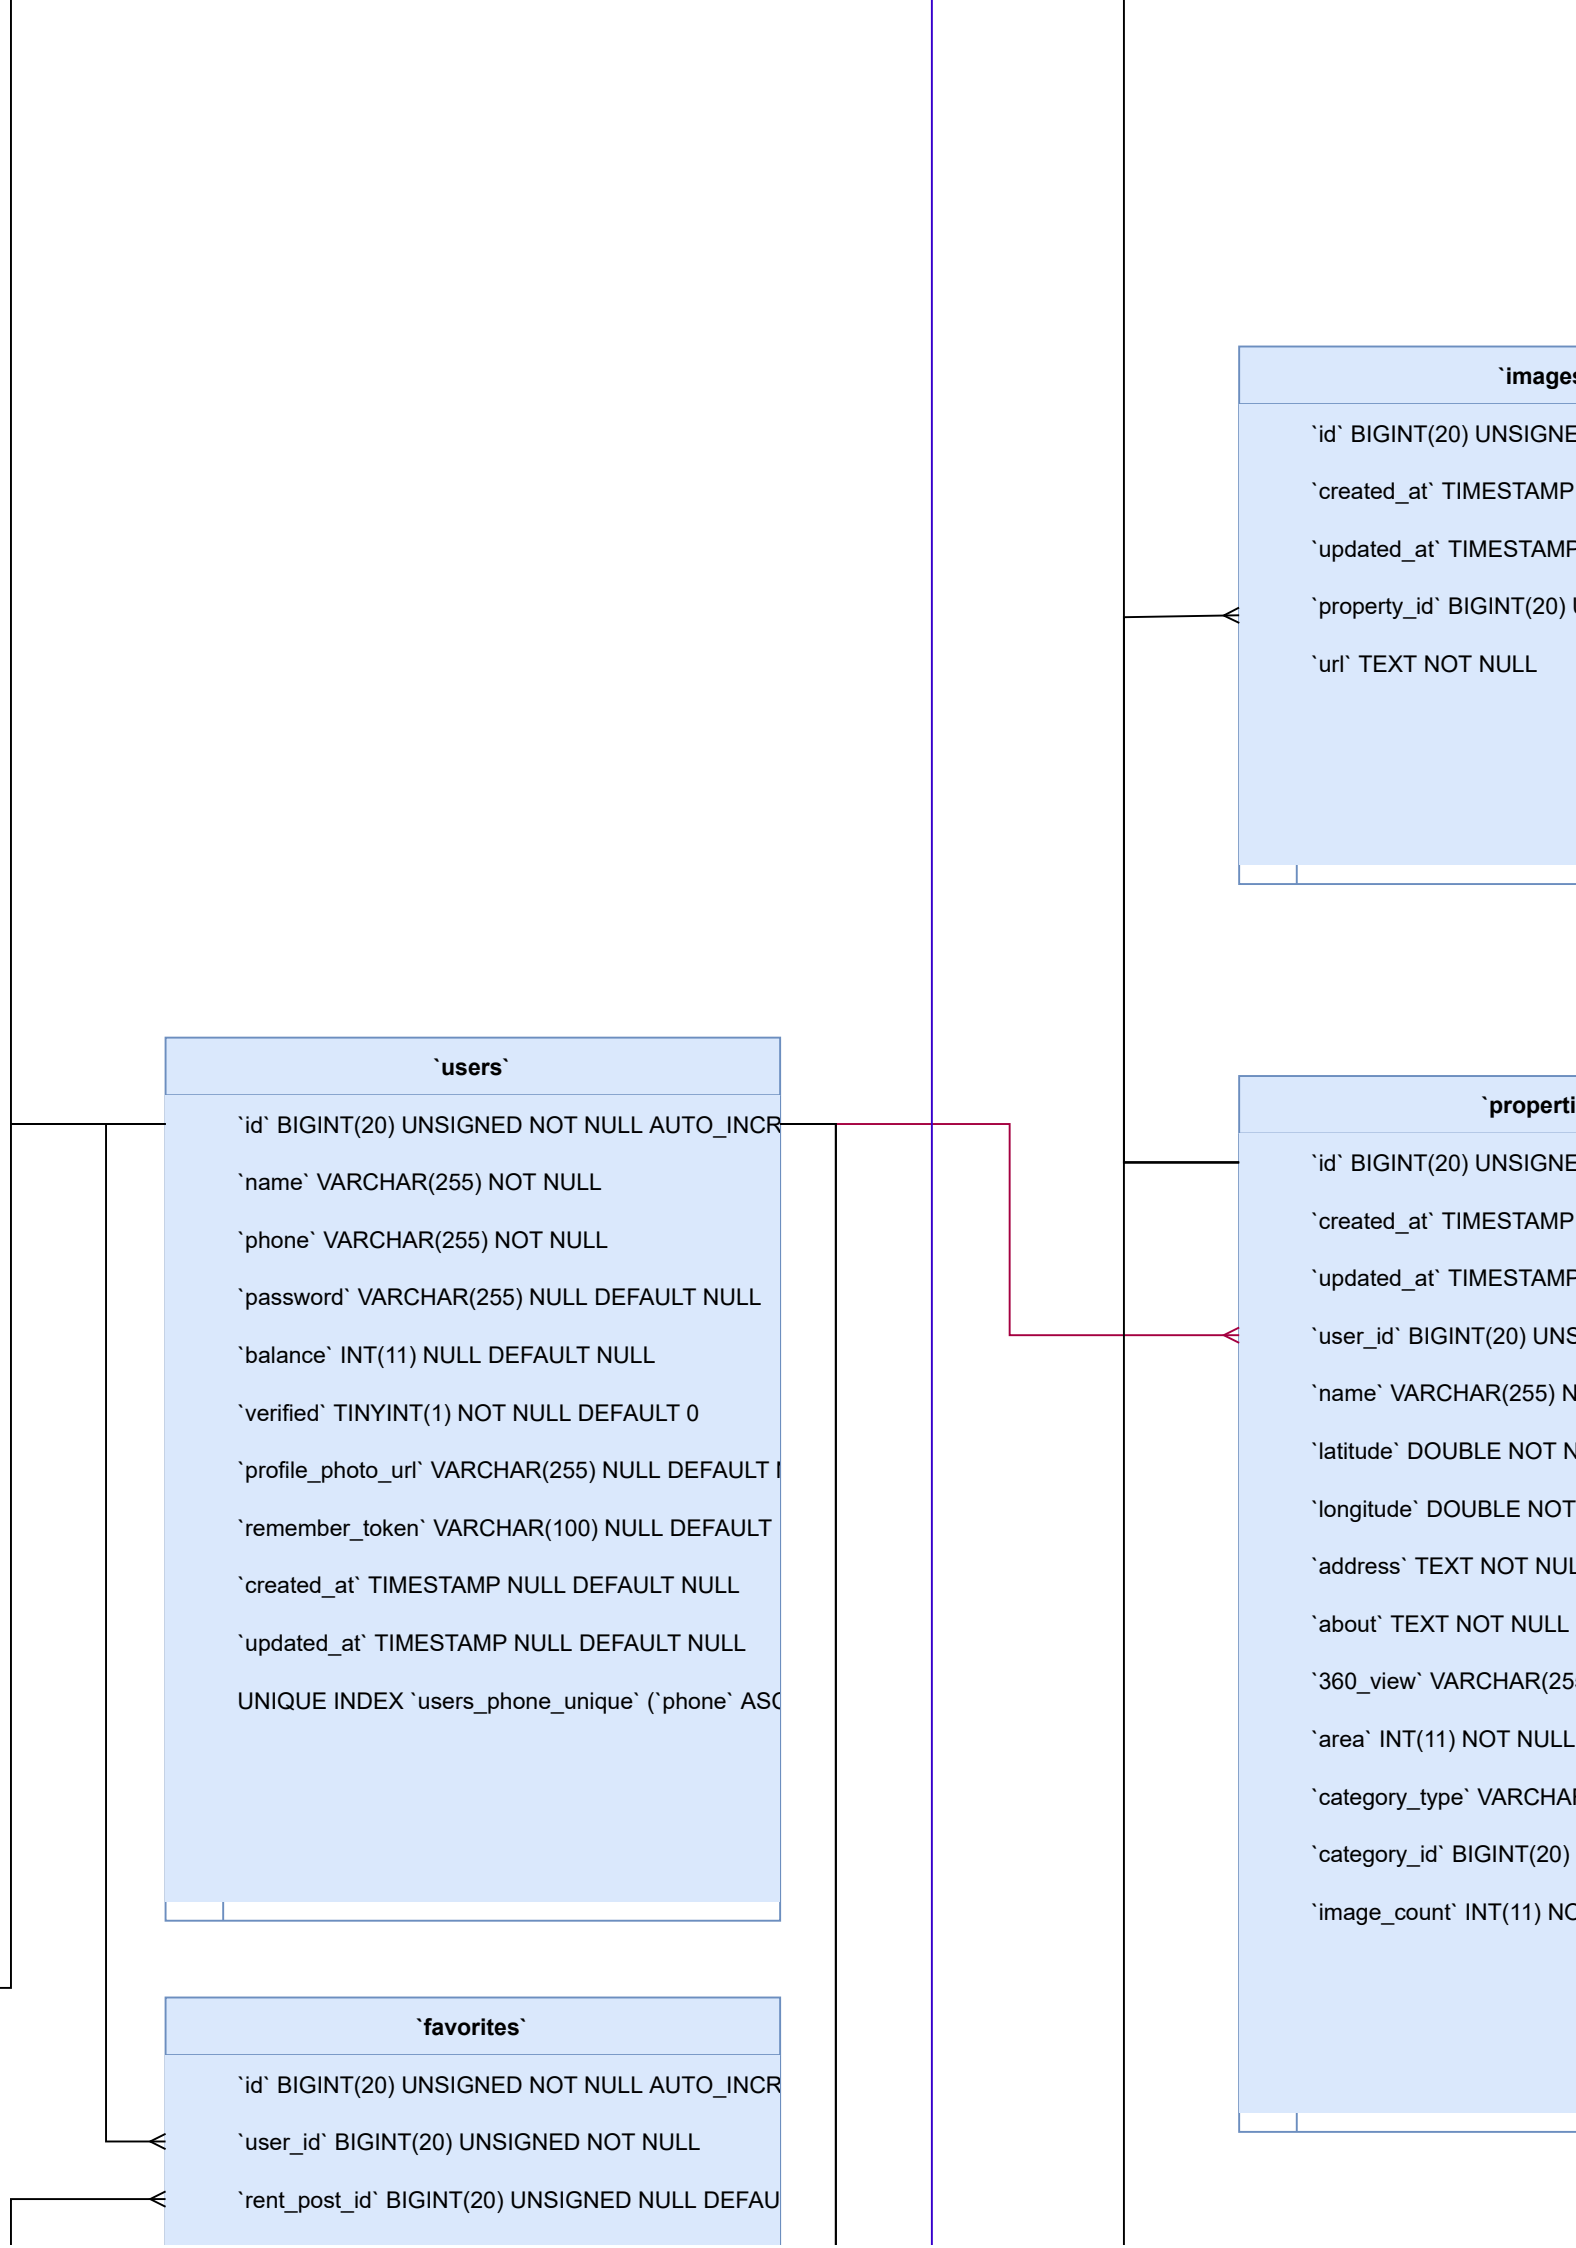 `images
`id` BIGINT(20) UNSIGNE
`created_at` TIMESTAMP
`updated_at` TIMESTAMP
`property_id` BIGINT(20)
`url` TEXT NOT NULL
`users`
`id` BIGINT(20) UNSIGNED NOT NULL AUTO_INCR
`name` VARCHAR(255) NOT NULL
`phone` VARCHAR(255) NOT NULL
`password` VARCHAR(255) NULL DEFAULT NULL
`balance` INT(11) NULL DEFAULT NULL
`verified` TINYINT(1) NOT NULL DEFAULT 0
`profile_photo_url` VARCHAR(255) NULL DEFAULT
`remember_token` VARCHAR(100) NULL DEFAULT
`created_at` TIMESTAMP NULL DEFAULT NULL
`updated_at` TIMESTAMP NULL DEFAULT NULL
UNIQUE INDEX `users_phone_unique` (`phone` ASC
`properti
`id` BIGINT(20) UNSIGNE
`created_at` TIMESTAMP
`updated_at` TIMESTAMP
`user_id` BIGINT(20) UNS
`name` VARCHAR(255) N
`latitude` DOUBLE NOT N
`longitude` DOUBLE NOT
`address` TEXT NOT NUL
`about` TEXT NOT NULL
`360_view` VARCHAR(255
`area` INT(11) NOT NULL
`category_type` VARCHAR
`category_id` BIGINT(20)
`image_count` INT(11) NO
`favorites`
`id` BIGINT(20) UNSIGNED NOT NULL AUTO_INCR
`user_id` BIGINT(20) UNSIGNED NOT NULL
`rent_post_id` BIGINT(20) UNSIGNED NULL DEFAU